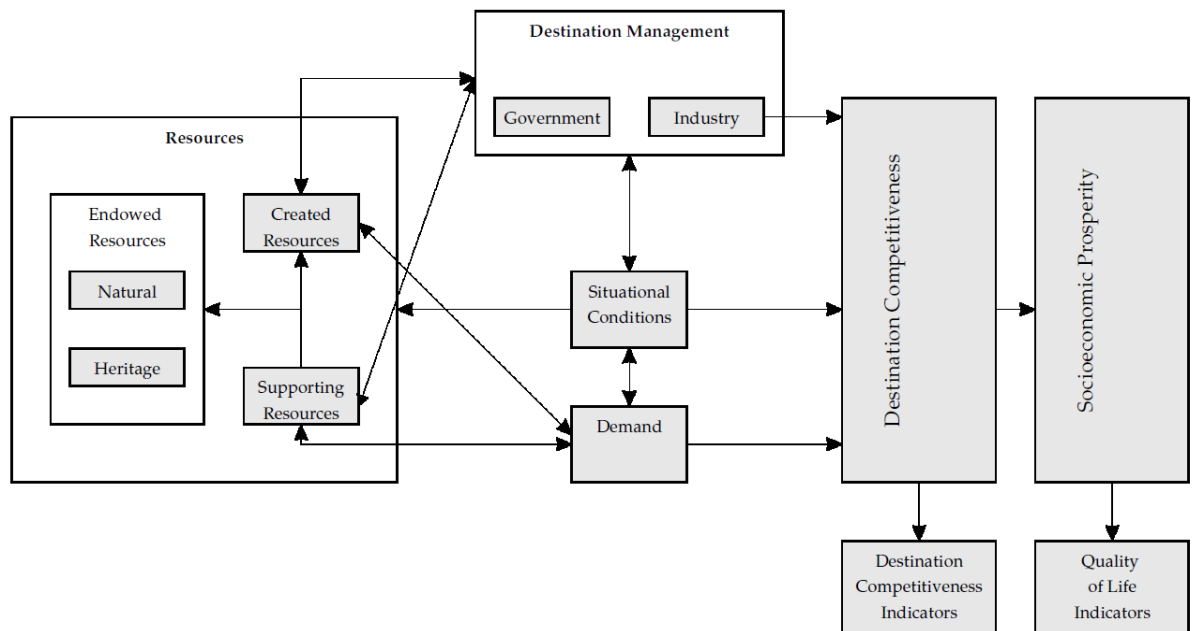 Destination Management
Government
Industry
Resources
Endowed
Resources
Natural
Heritage
Created
Resources
Supporting
Resources
Situational
Conditions
Demand
Destination Competitiveness
Socioeconomic Prosperity
Destination
Competitiveness
Indicators
Quality
of Life
Indicators